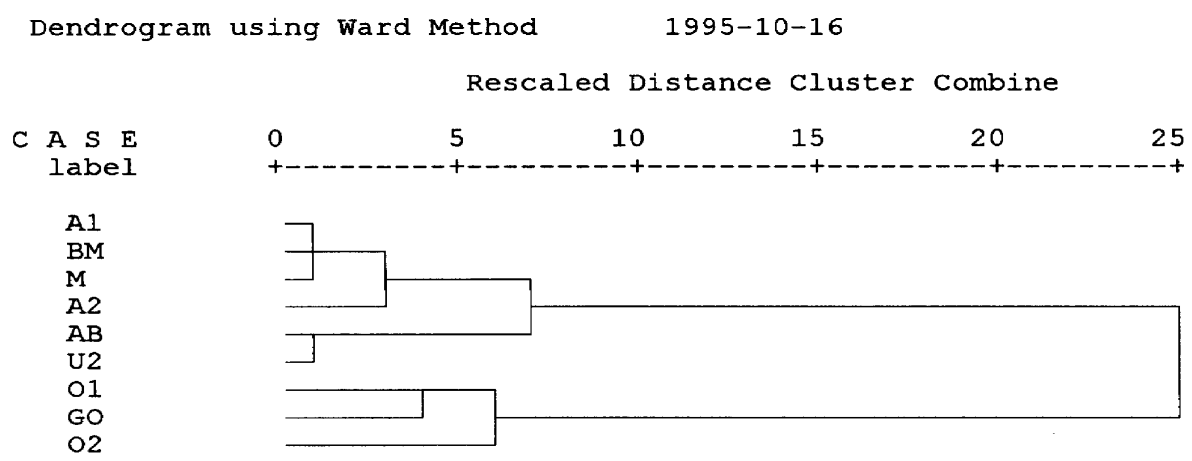 Dendrogram using Ward Method 1995-10-16
Rescaled Distance Cluster Combine
C A S E 0 5 10 15 20 25
label +---------+---------+---------+---------+---------+
A1
BM
M
A2
AB
U2
O1
GO
O2